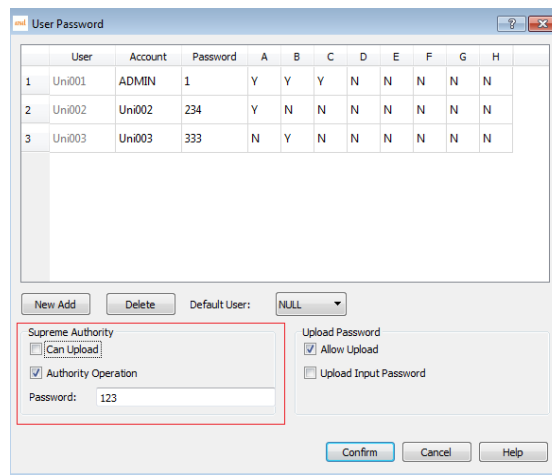 User Password
User Account Password A B C D E F G H
1 Uni001 ADMIN 1 Y Y Y N N N N N
2 Uni002 Uni002 234 Y N N N N N N N
3 Uni003 Uni003 333 N Y N N N N N N
New Add Delete Default User: NULL
Supreme Authority
Can Upload
Authority Operation
Password: 123
Upload Password
Allow Upload
Upload Input Password
Confirm Cancel Help